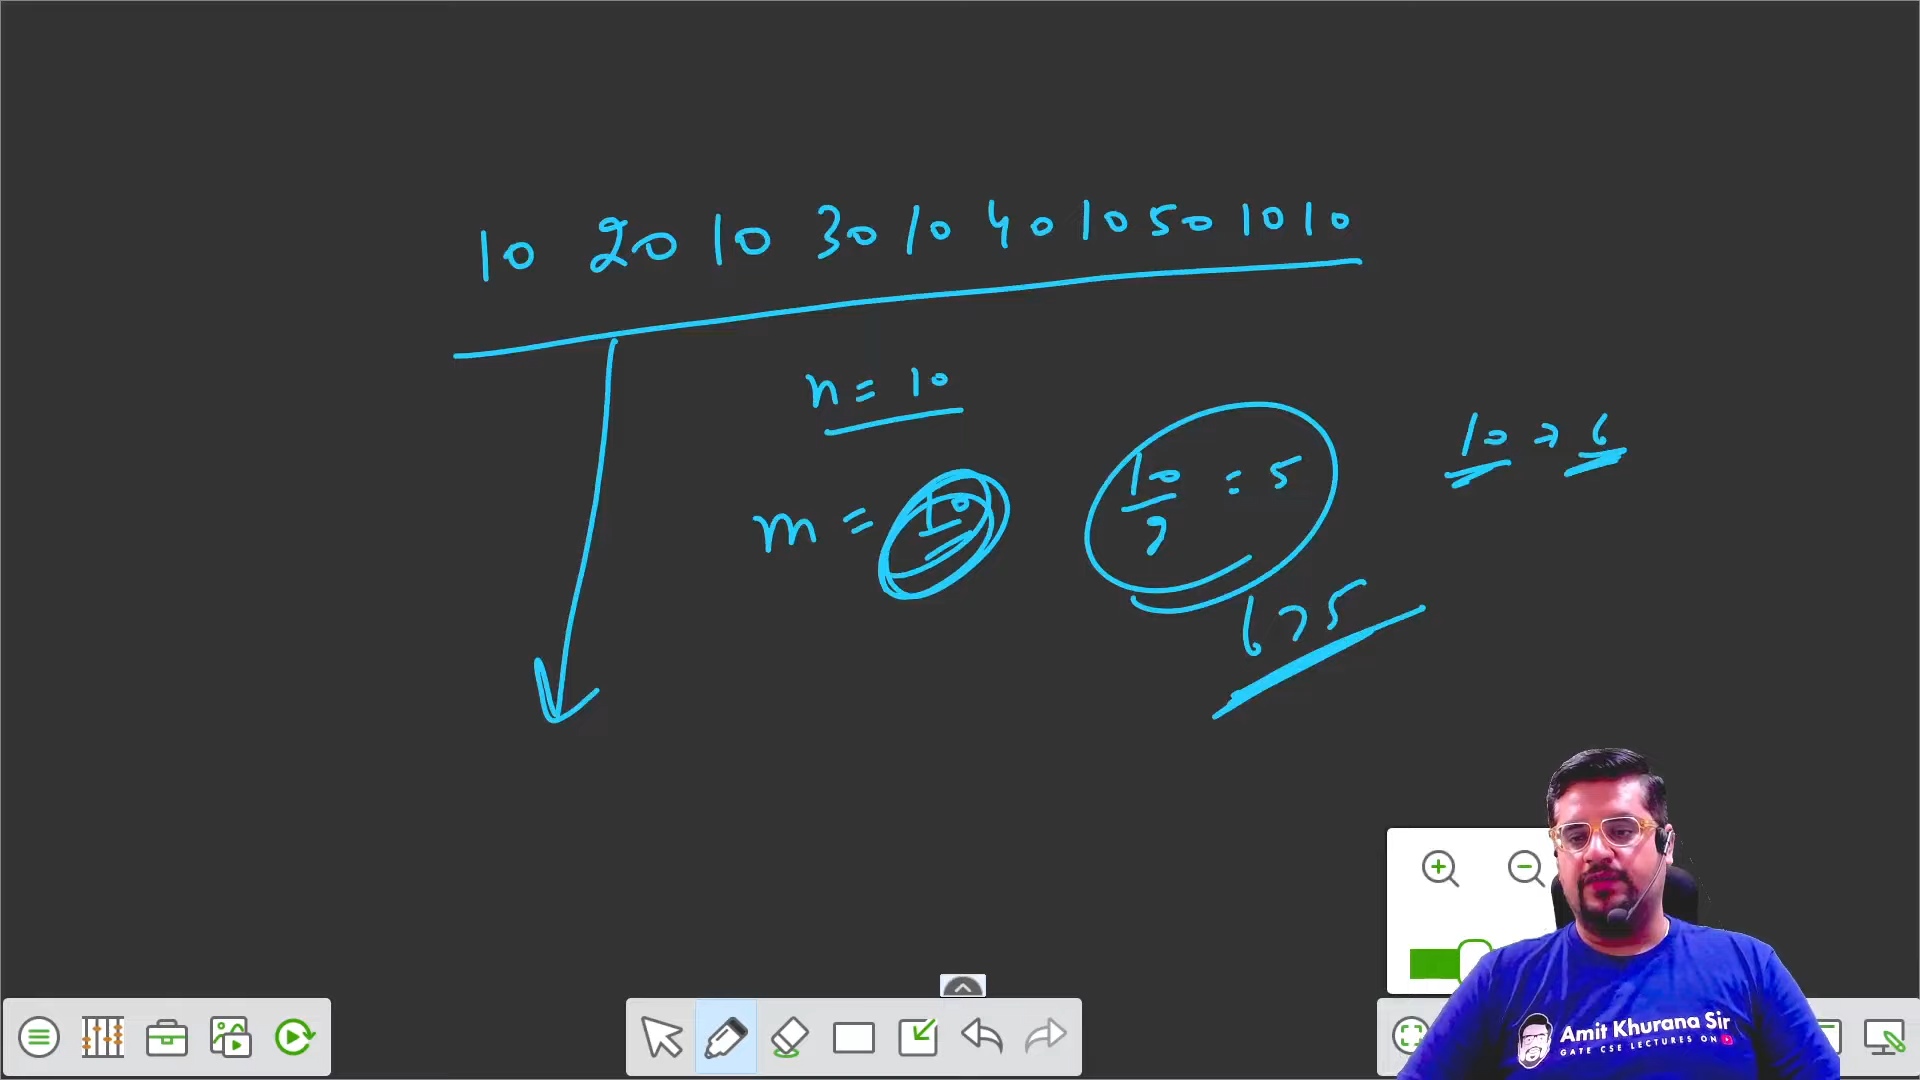 10 20 10 30 10 40 10 50 10 10
n = 10
10 → 6
10/2 = 5
m = 10
6 > 5
Amit Khurana Sir
GATE CSE LECTURES ON